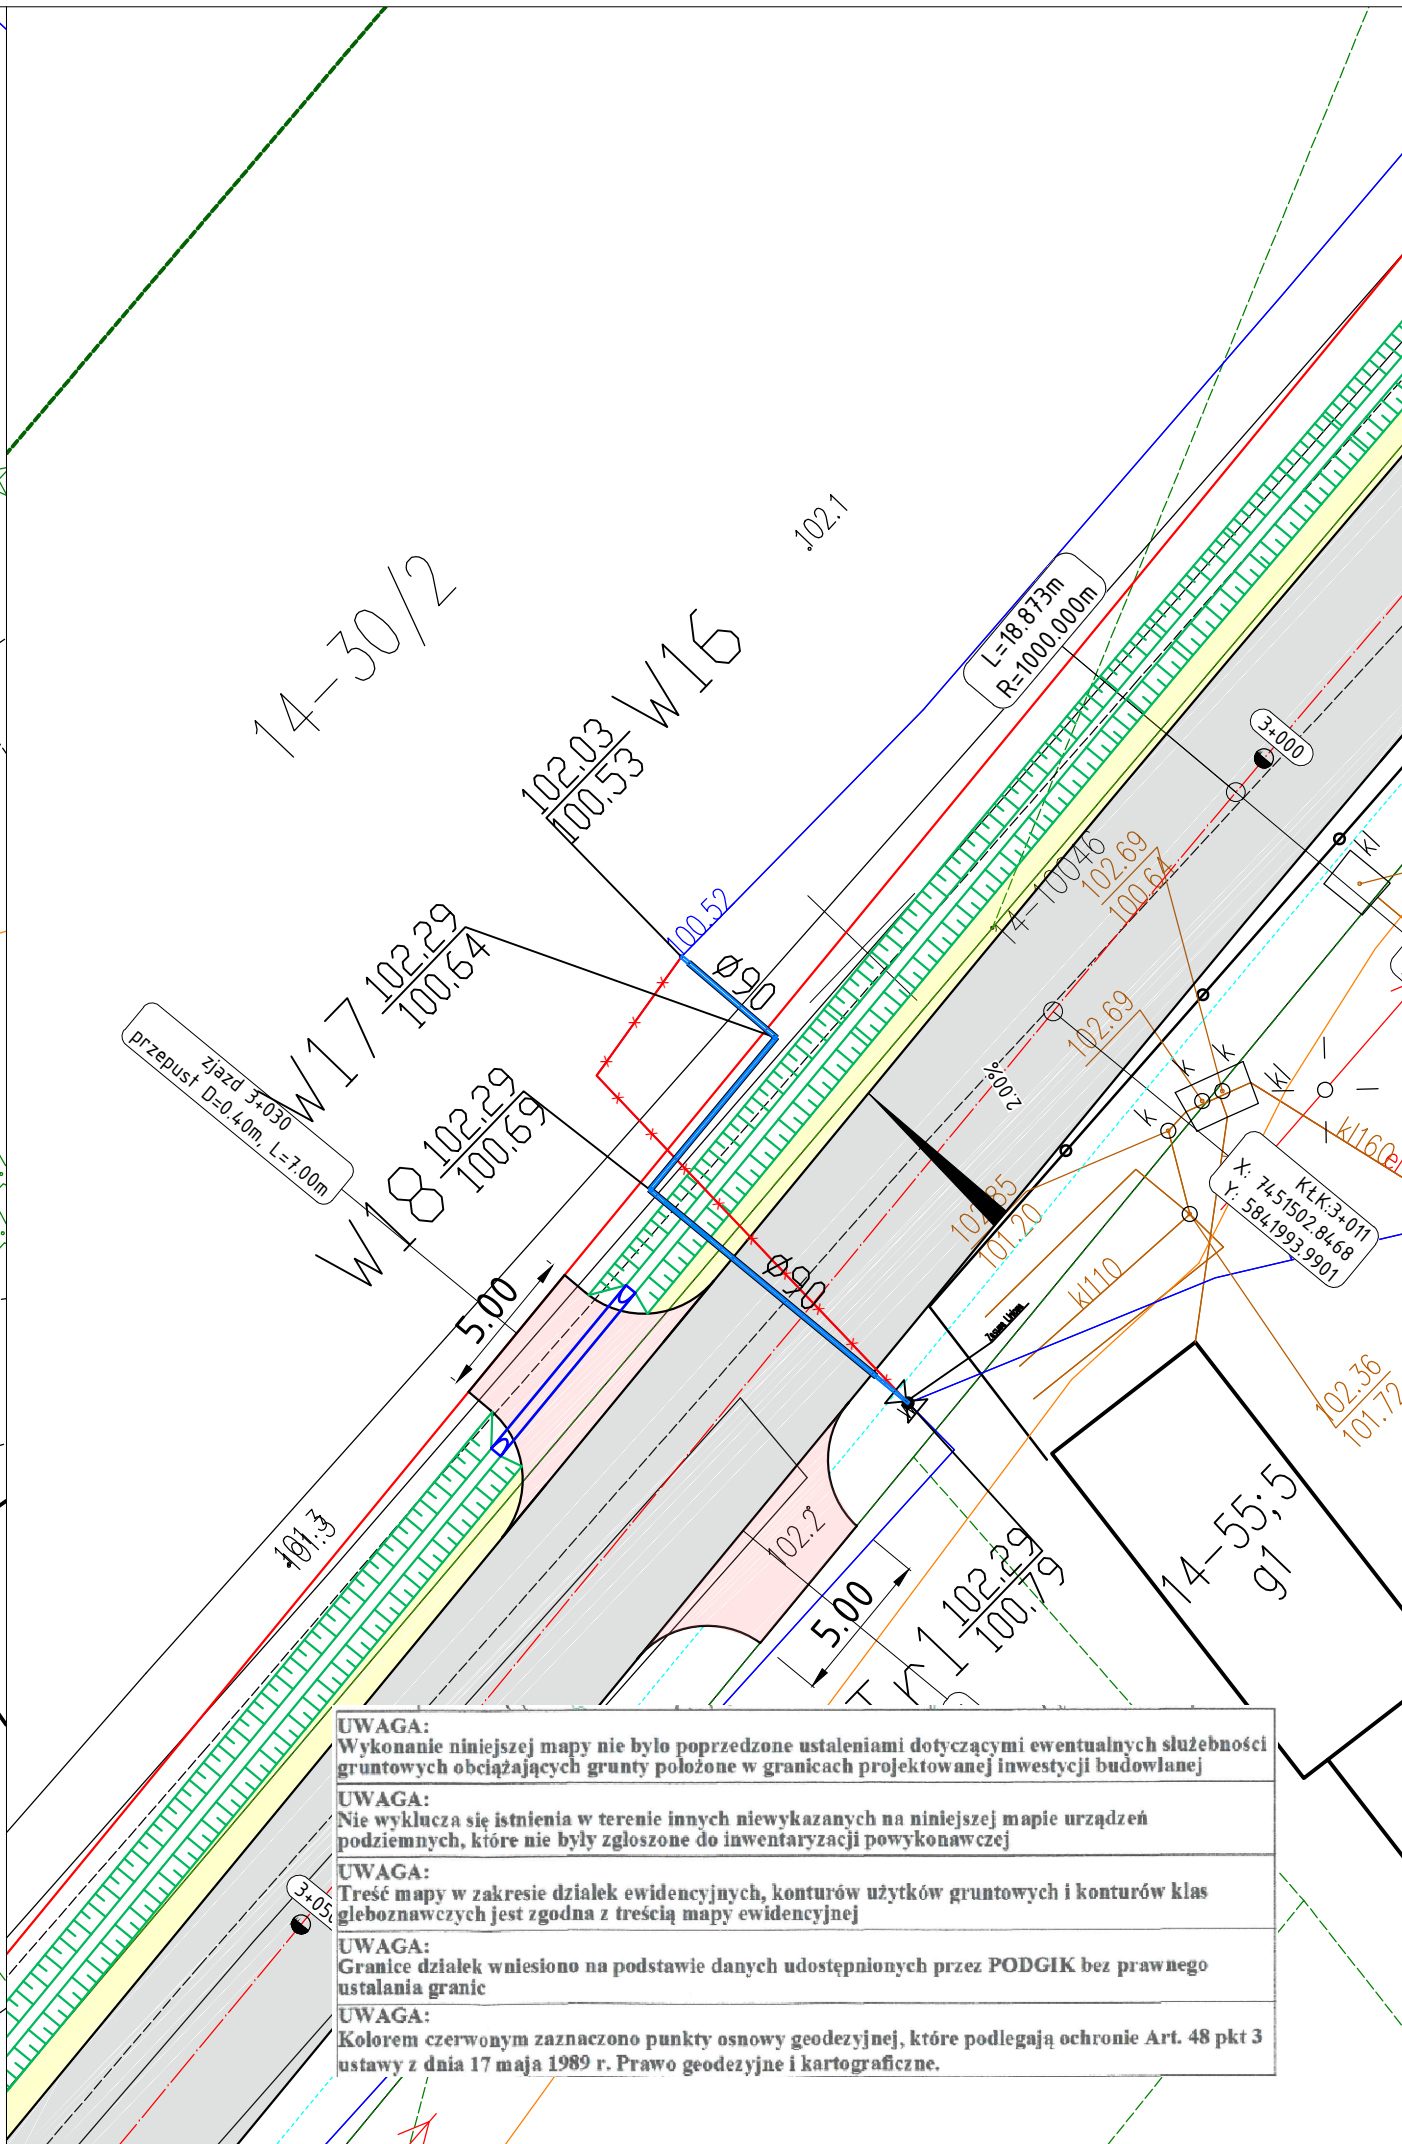 102.1
14-30/2
L=18.873m
R=1000.000m
102.03
100.53
W16
3+000
14-10046
102.69
100.64
kl
100.52
Ø90
W17
102.29
100.64
102.69
2.00%
k
k
k
kl
zjazd 3+030
przepust D=0.40m, L=7.00m
W18
102.29
100.69
kl160
KŁK:3+011
X: 7451502.8468
Y: 5841993.9901
101.20
Ø90
kl110
5.00
102.36
101.72
101.3
102.2
14-55;5
g1
102.29
100.79
5.00
3+050
UWAGA:
Wykonanie niniejszej mapy nie było poprzedzone ustaleniami dotyczącymi ewentualnych służebności
gruntowych obciążających grunty położone w granicach projektowanej inwestycji budowlanej
UWAGA:
Nie wyklucza się istnienia w terenie innych niewykazanych na niniejszej mapie urządzeń
podziemnych, które nie były zgłoszone do inwentaryzacji powykonawczej
UWAGA:
Treść mapy w zakresie działek ewidencyjnych, konturów użytków gruntowych i konturów klas
gleboznawczych jest zgodna z treścią mapy ewidencyjnej
UWAGA:
Granice działek wniesiono na podstawie danych udostępnionych przez PODGIK bez prawnego
ustalania granic
UWAGA:
Kolorem czerwonym zaznaczono punkty osnowy geodezyjnej, które podlegają ochronie Art. 48 pkt 3
ustawy z dnia 17 maja 1989 r. Prawo geodezyjne i kartograficzne.